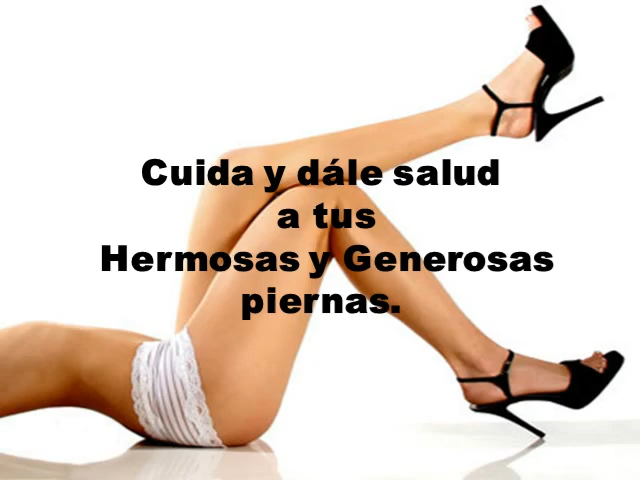 Cuida y dále salud
a tus
Hermosas y Generosas
piernas.